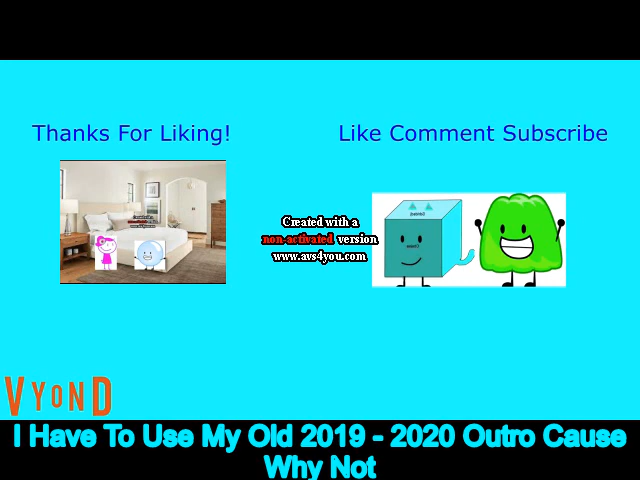 Thanks For Liking!
Like Comment Subscribe
Created with a
non-activated version
www.avs4you.com
VYOND
I Have To Use My Old 2019 - 2020 Outro Cause
Why Not